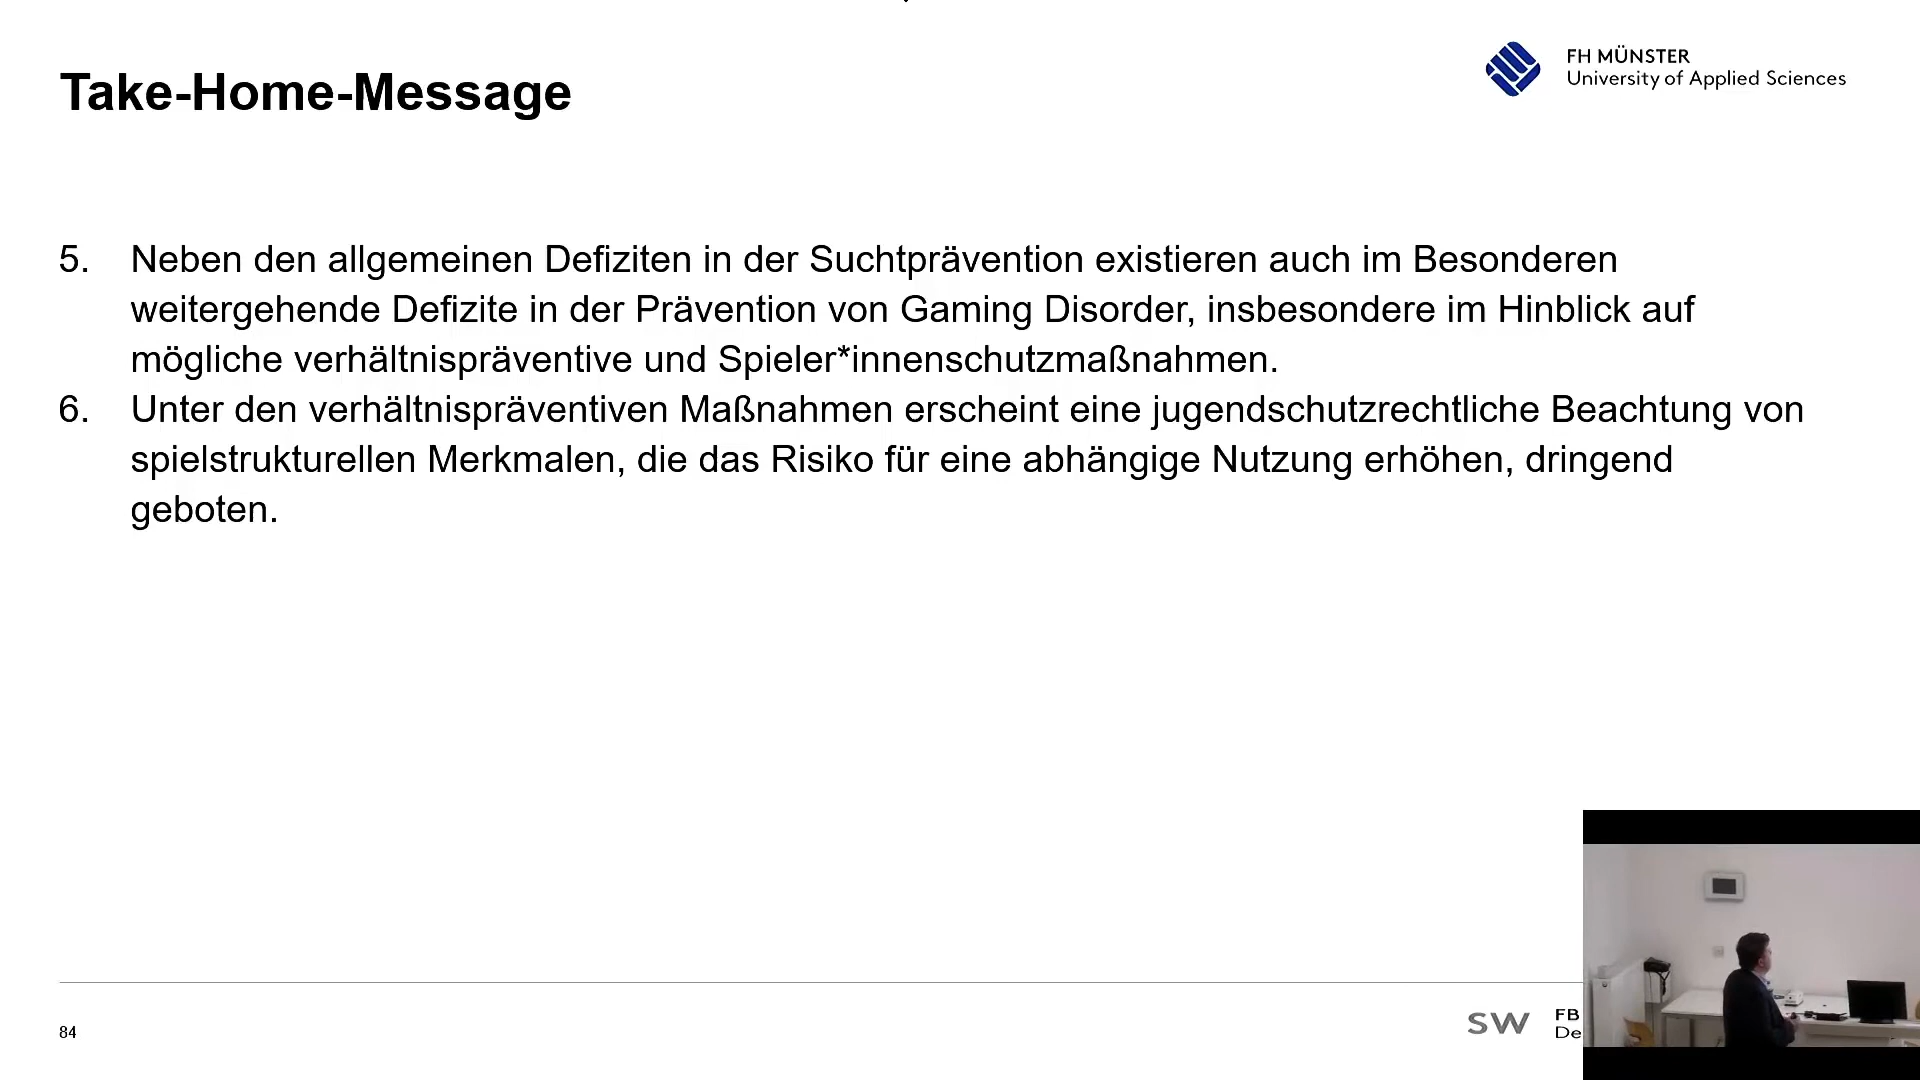 Take-Home-Message
FH MÜNSTER
University of Applied Sciences
5. Neben den allgemeinen Defiziten in der Suchtprävention existieren auch im Besonderen
weitergehende Defizite in der Prävention von Gaming Disorder, insbesondere im Hinblick auf
mögliche verhältnispräventive und Spieler*innenschutzmaßnahmen.
6. Unter den verhältnispräventiven Maßnahmen erscheint eine jugendschutzrechtliche Beachtung von
spielstrukturellen Merkmalen, die das Risiko für eine abhängige Nutzung erhöhen, dringend
geboten.
84
SW
FB
De